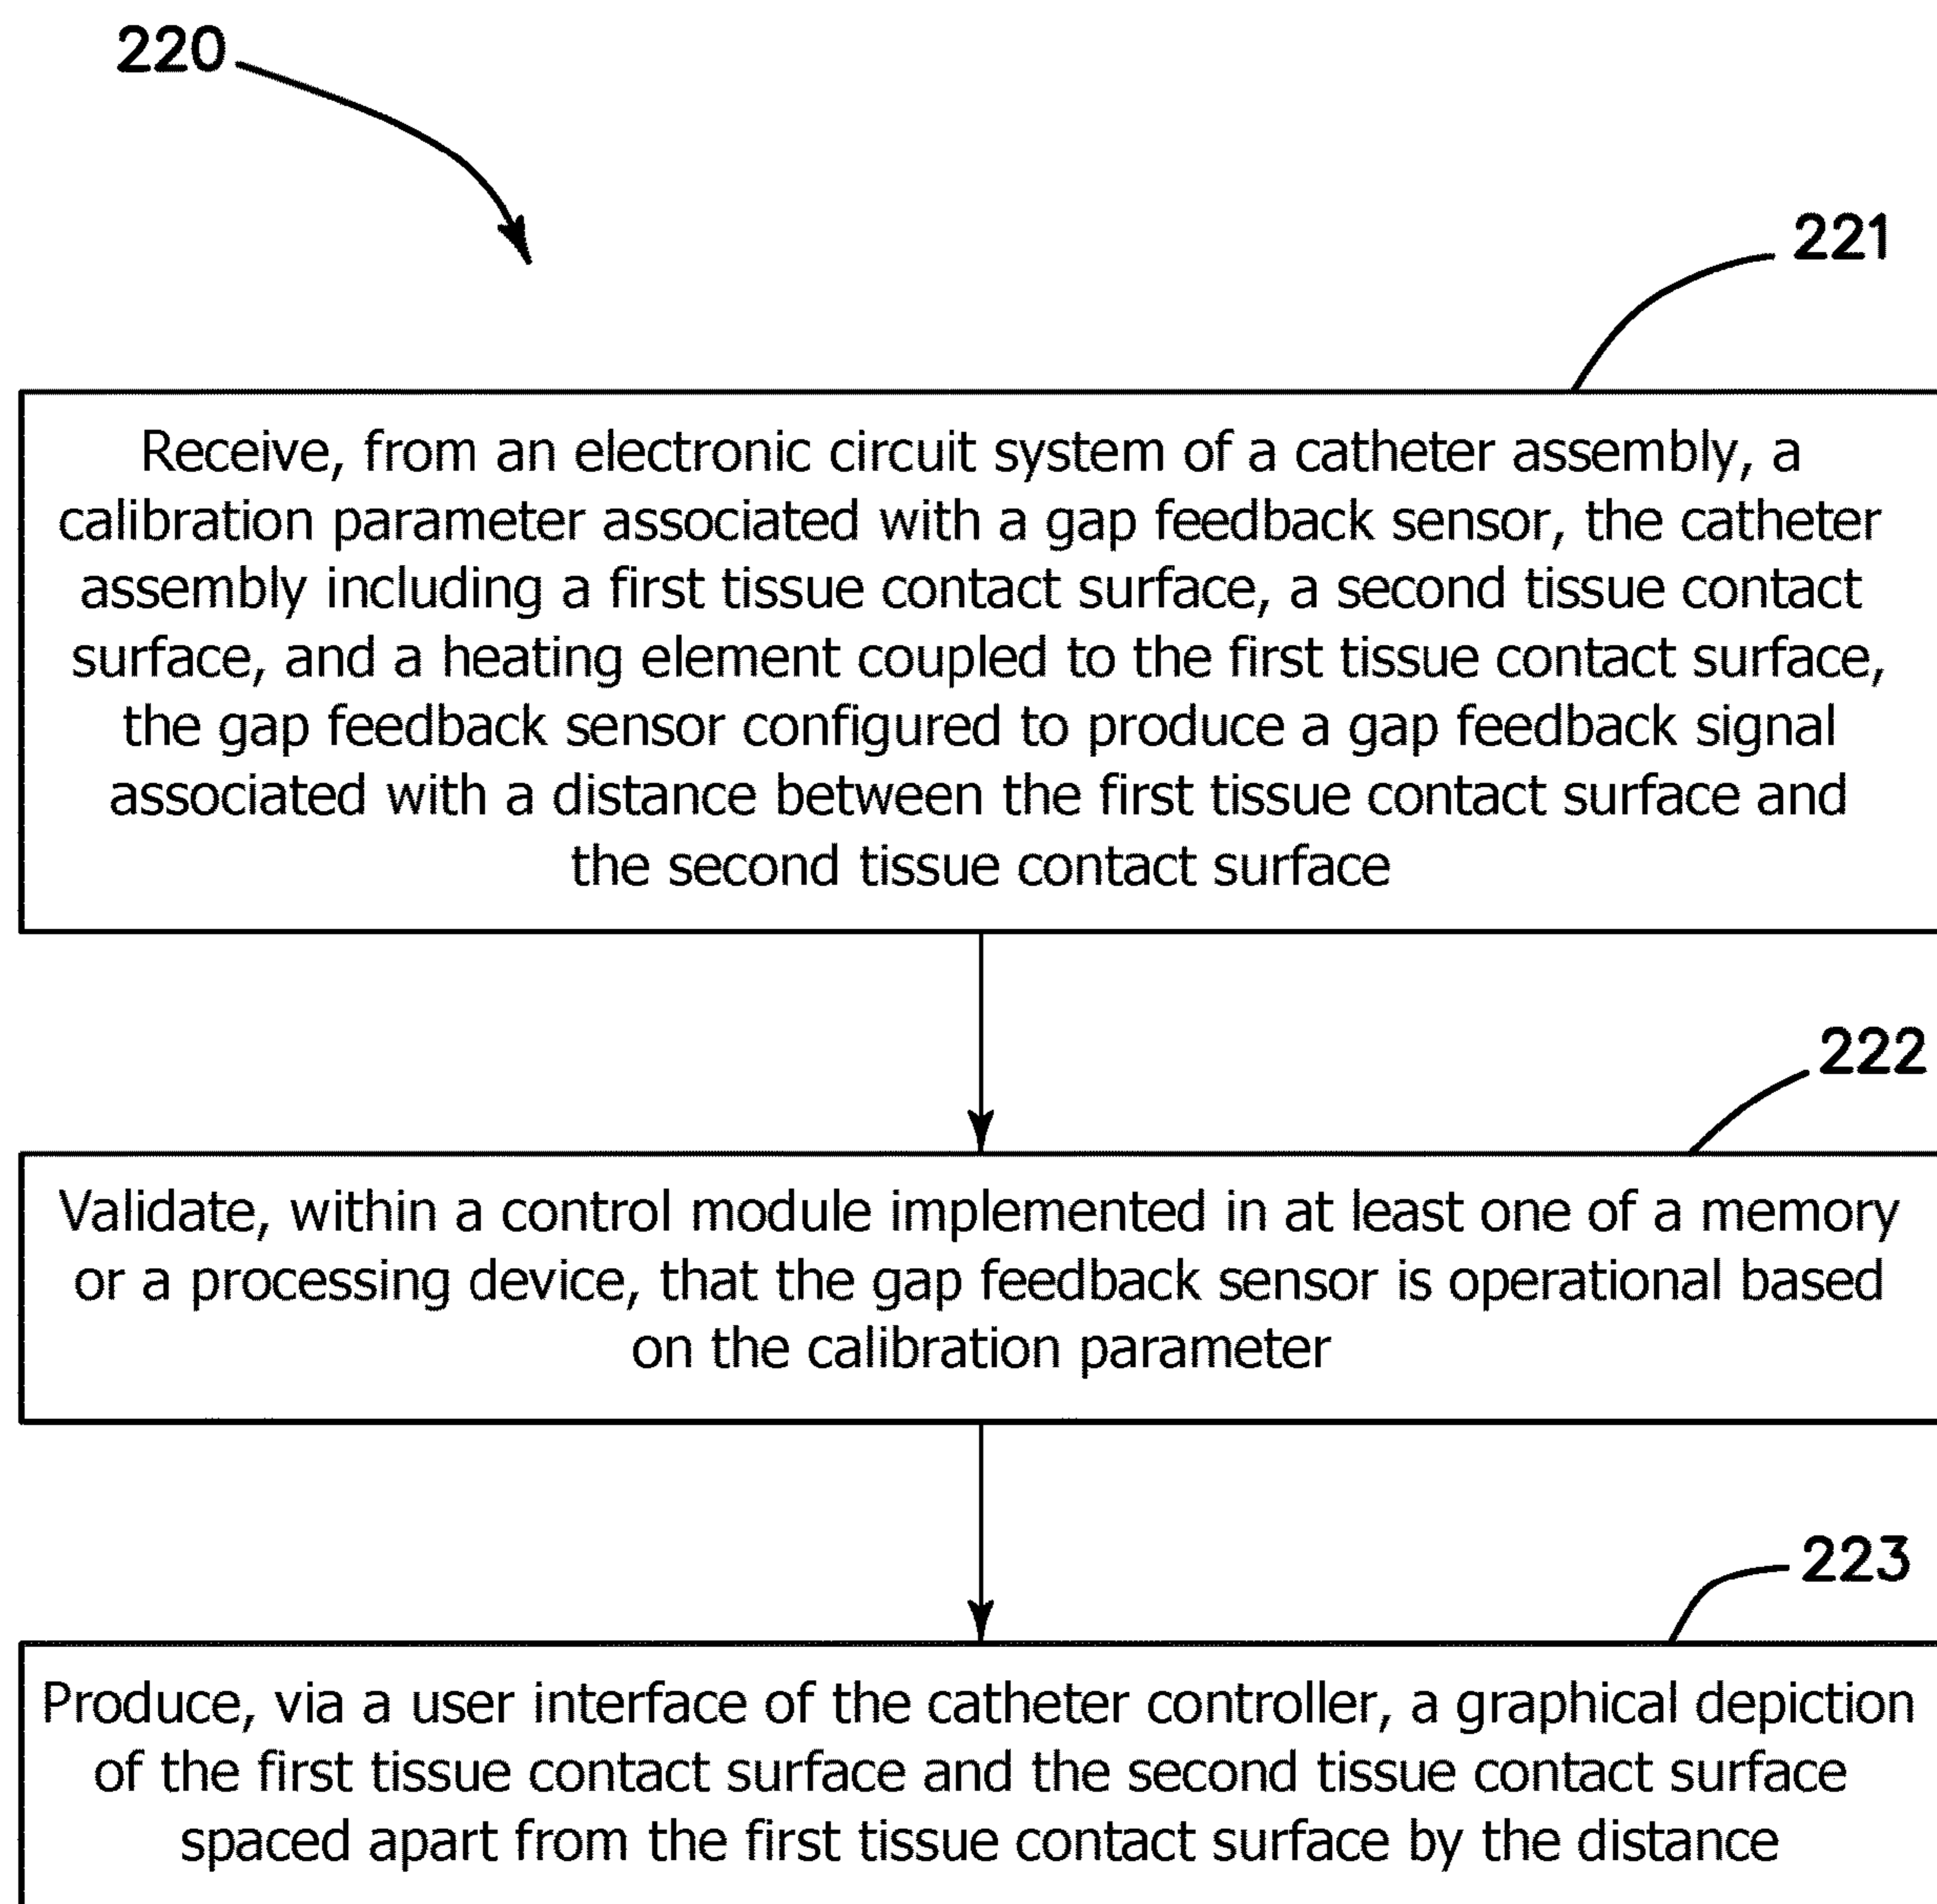 220
221
Receive, from an electronic circuit system of a catheter assembly, a
calibration parameter associated with a gap feedback sensor, the catheter
assembly including a first tissue contact surface, a second tissue contact
surface, and a heating element coupled to the first tissue contact surface,
the gap feedback sensor configured to produce a gap feedback signal
associated with a distance between the first tissue contact surface and
the second tissue contact surface
222
Validate, within a control module implemented in at least one of a memory
or a processing device, that the gap feedback sensor is operational based
on the calibration parameter
223
Produce, via a user interface of the catheter controller, a graphical depiction
of the first tissue contact surface and the second tissue contact surface
spaced apart from the first tissue contact surface by the distance